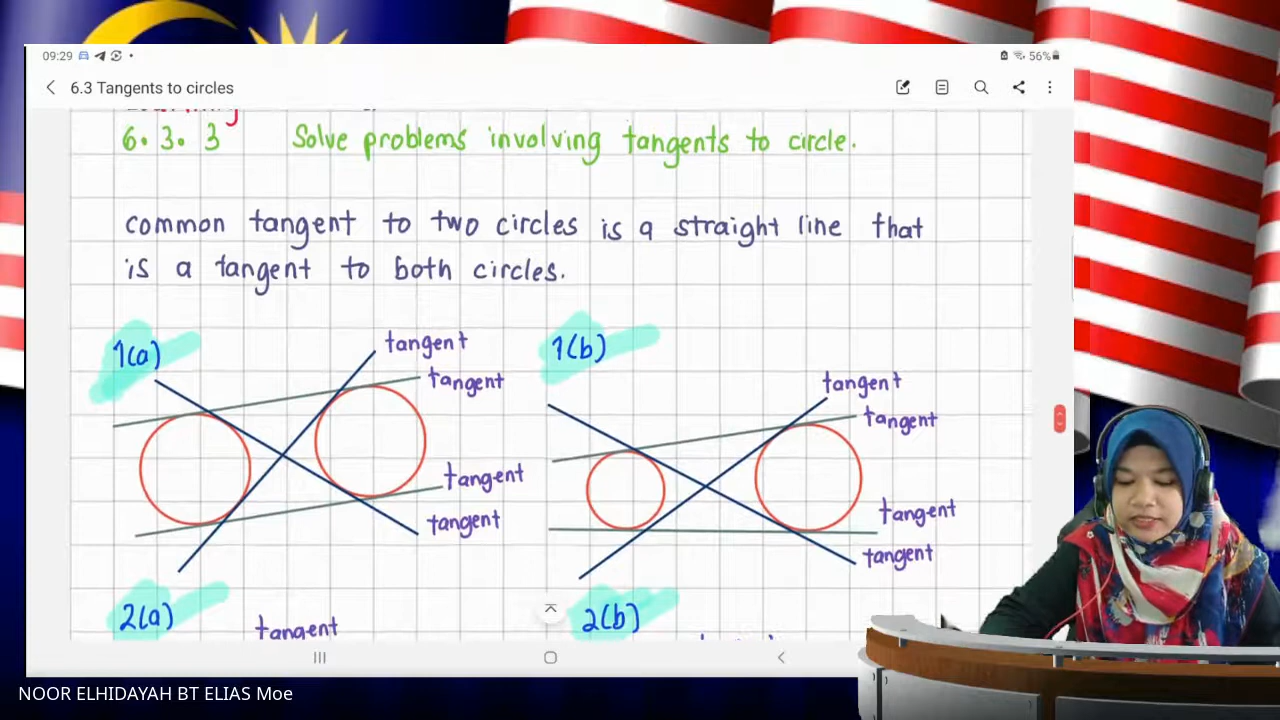 09:29
56%
6.3 Tangents to circles
6.3.3 Solve problems involving tangents to circle.
common tangent to two circles is a straight line that
is a tangent to both circles.
1(a)
tangent
tangent
tangent
tangent
1(b)
tangent
tangent
tangent
tangent
2(a)
tangent
2(b)
NOOR ELHIDAYAH BT ELIAS Moe